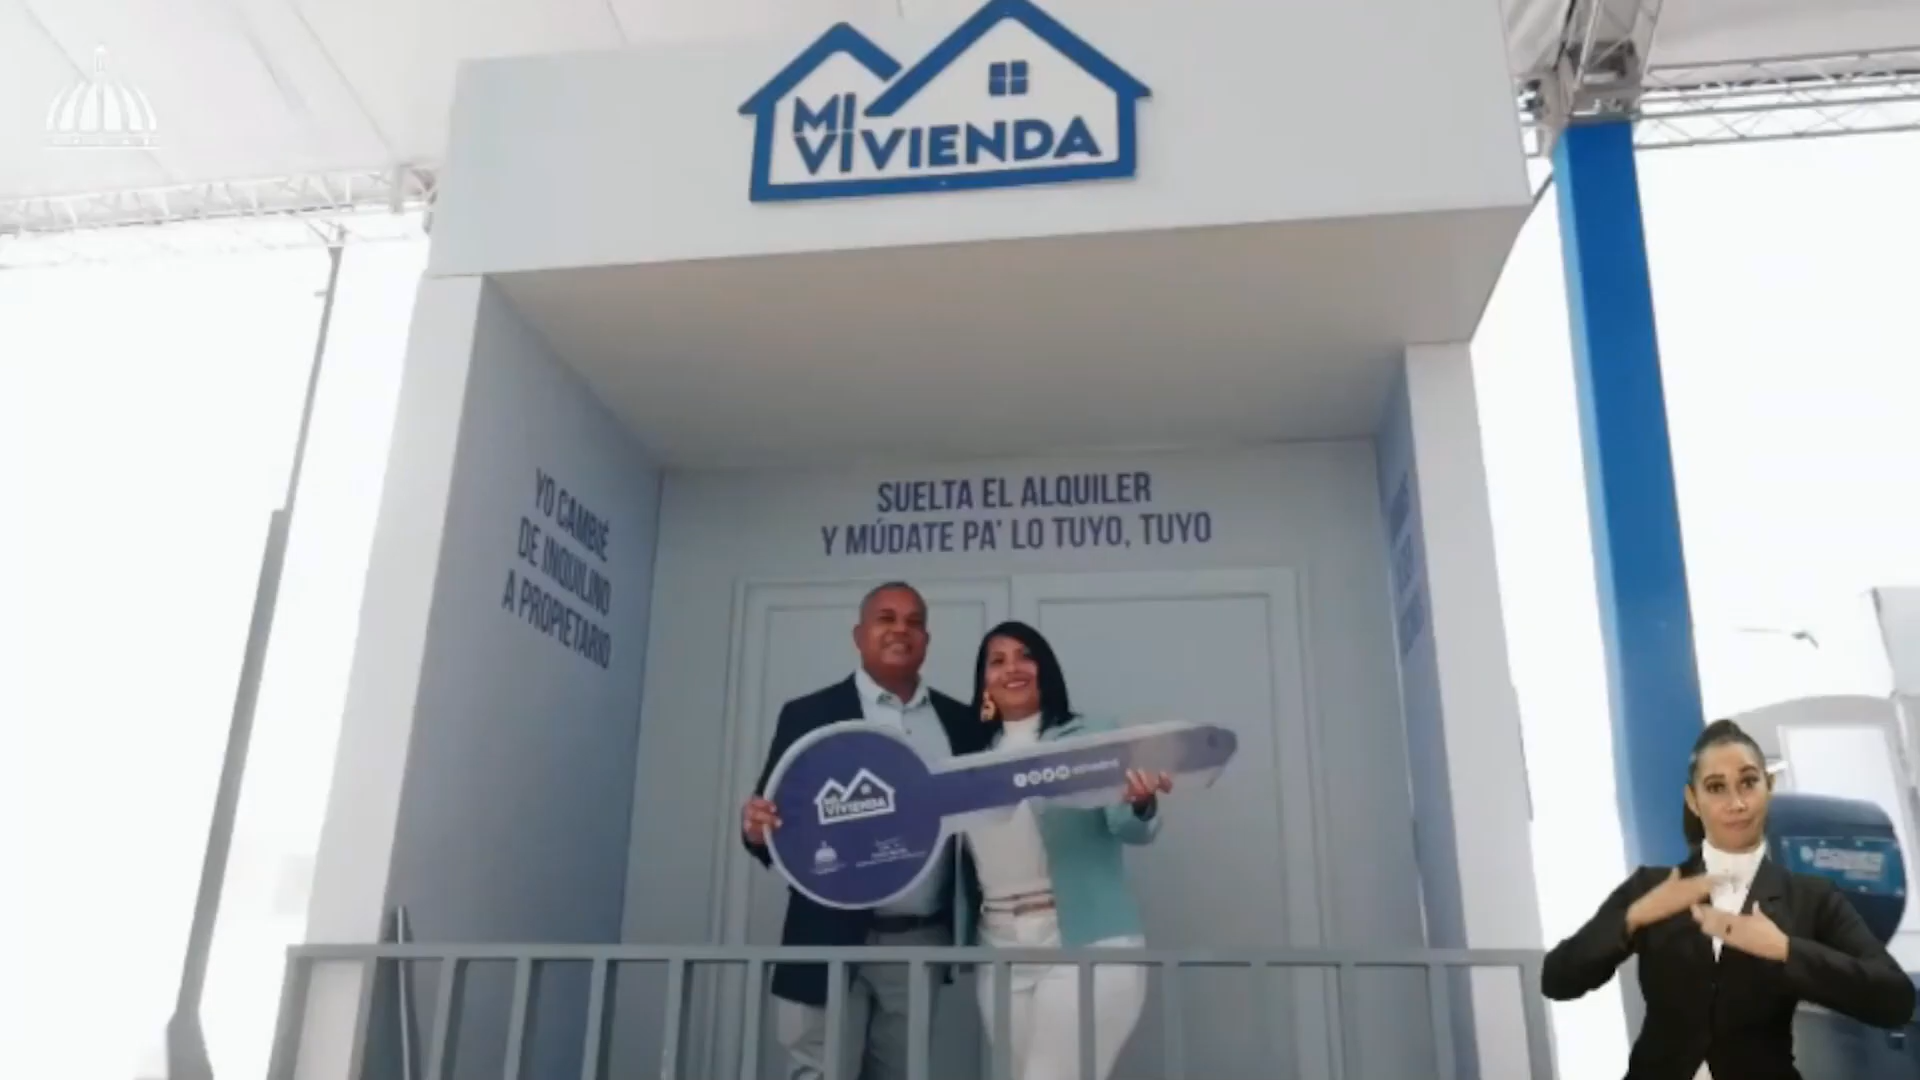 MI
VIVIENDA
SUELTA EL ALQUILER
Y MÚDATE PA' LO TUYO, TUYO
YO CAMBIÉ
DE INQUILINO
A PROPIETARIO
MI
VIVIENDA